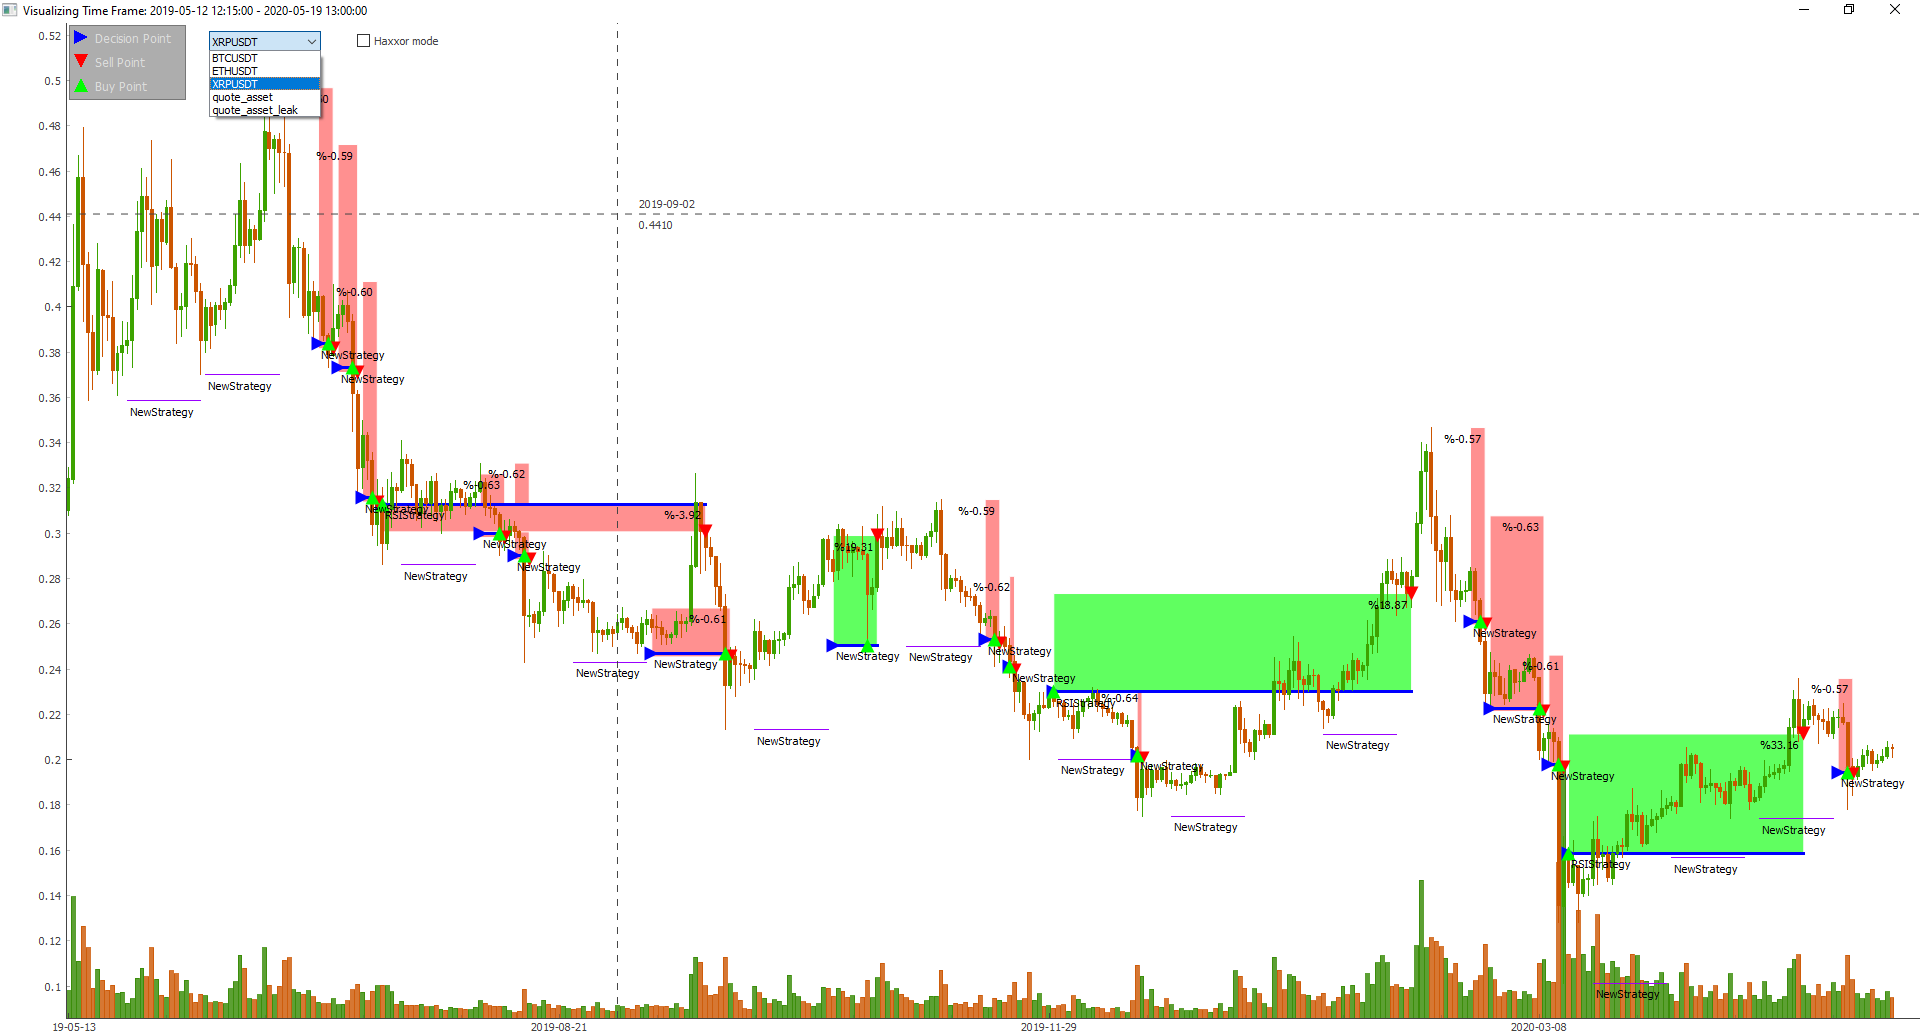 Visualizing Time Frame: 2019-05-12 12:15:00 - 2020-05-19 13:00:00
Decision Point
Sell Point
Buy Point
XRPUSDT
BTCUSDT
ETHUSDT
XRPUSDT
quote_asset
quote_asset_leak
Haxxor mode
0.52
0.5
0.48
0.46
0.44
0.42
0.4
0.38
0.36
0.34
0.32
0.3
0.28
0.26
0.24
0.22
0.2
0.18
0.16
0.14
0.12
0.1
2019-09-02
0.4410
%-0.59
%-0.60
NewStrategy
NewStrategy
NewStrategy
NewStrategy
%-0.63
%-0.62
NewStrategy
RSIStrategy
%-3.92
NewStrategy
NewStrategy
NewStrategy
%-0.61
NewStrategy
NewStrategy
NewStrategy
%19.31
NewStrategy
NewStrategy
%-0.59
%-0.62
NewStrategy
NewStrategy
RSIStrategy
%18.87
%-0.64
NewStrategy
NewStrategy
NewStrategy
NewStrategy
%-0.57
NewStrategy
%-0.63
NewStrategy
%-0.61
NewStrategy
RSIStrategy
%33.16
NewStrategy
NewStrategy
NewStrategy
%-0.57
NewStrategy
19-05-13
2019-08-21
2019-11-29
2020-03-08